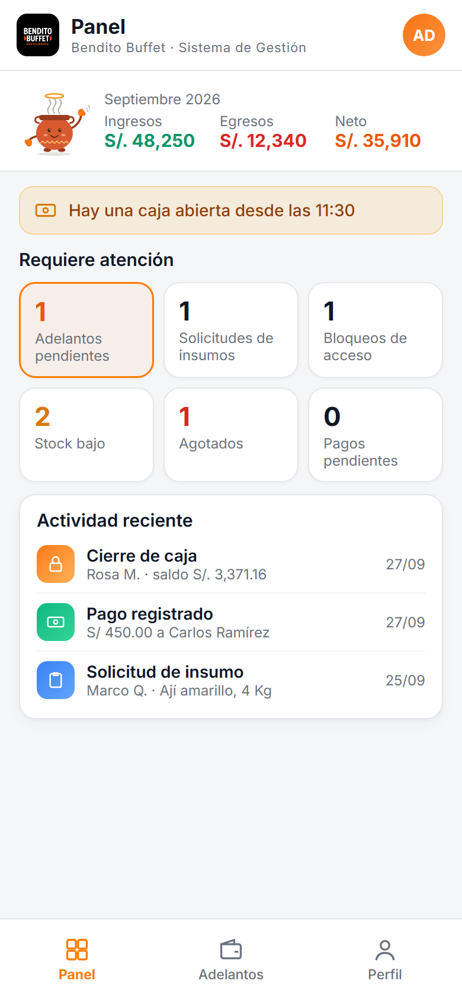 BENDITO
BUFFET
RESTAURANTE
Panel
Bendito Buffet · Sistema de Gestión
AD
Septiembre 2026
Ingresos
Egresos
Neto
S/. 48,250
S/. 12,340
S/. 35,910
Hay una caja abierta desde las 11:30
Requiere atención
1
Adelantos
pendientes
1
Solicitudes de
insumos
1
Bloqueos de
acceso
2
Stock bajo
1
Agotados
0
Pagos
pendientes
Actividad reciente
Cierre de caja
Rosa M. · saldo S/. 3,371.16
27/09
Pago registrado
S/ 450.00 a Carlos Ramírez
27/09
Solicitud de insumo
Marco Q. · Ají amarillo, 4 Kg
25/09
Panel
Adelantos
Perfil